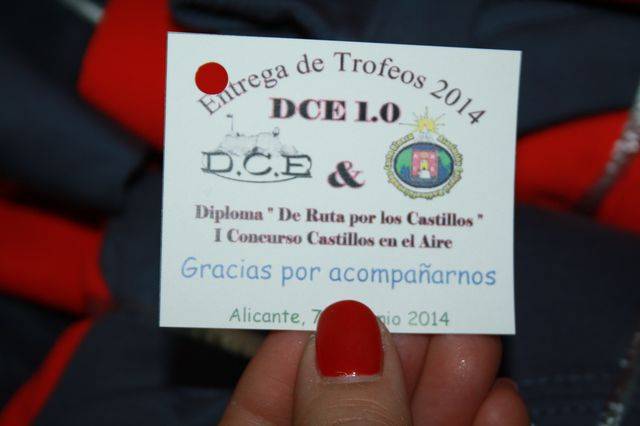 Entrega de Trofeos 2014
DCE 1.0
D.C.E &
Diploma " De Ruta por los Castillos "
I Concurso Castillos en el Aire
Gracias por acompañarnos
Alicante, 7 nio 2014